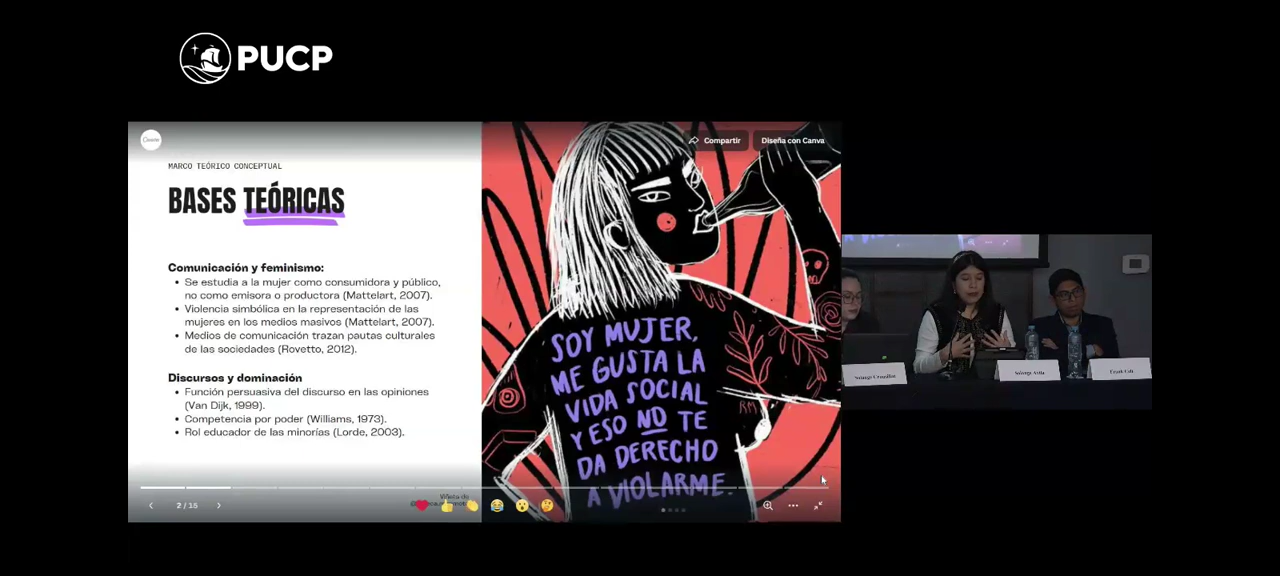 PUCP
Compartir
Diseña con Canva
MARCO TEÓRICO CONCEPTUAL
BASES TEÓRICAS
Comunicación y feminismo:
Se estudia a la mujer como consumidora y público,
no como emisora o productora (Mattelart, 2007).
Violencia simbólica en la representación de las
mujeres en los medios masivos (Mattelart, 2007).
Medios de comunicación trazan pautas culturales
de las sociedades (Rovetto, 2012).
Discursos y dominación
Función persuasiva del discurso en las opiniones
(Van Dijk, 1999).
Competencia por poder (Williams, 1973).
Rol educador de las minorías (Lorde, 2003).
SOY MUJER,
ME GUSTA LA
VIDA SOCIAL
Y ESO NO TE
DA DERECHO
A VIOLARME.
RM
Viñeta de
2 / 15